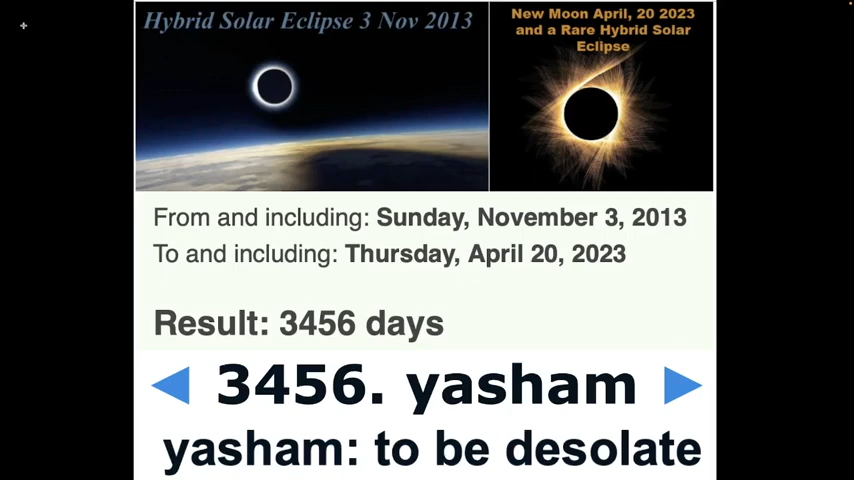 Hybrid Solar Eclipse 3 Nov 2013
New Moon April, 20 2023
and a Rare Hybrid Solar
Eclipse
From and including: Sunday, November 3, 2013
To and including: Thursday, April 20, 2023
Result: 3456 days
3456. yasham
yasham: to be desolate